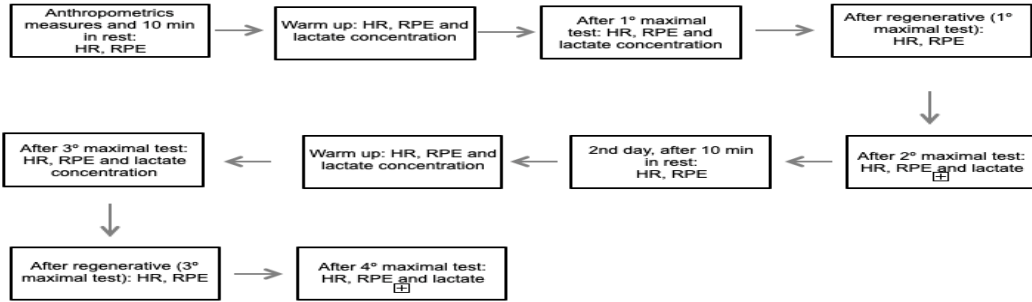 Anthropometrics
measures and 10 min
in rest:
HR, RPE
Warm up: HR, RPE and
lactate concentration
After 1º maximal
test: HR, RPE and
lactate concentration
After regenerative (1º
maximal test):
HR, RPE
After 2º maximal test:
HR, RPE and lactate
2nd day, after 10 min
in rest:
HR, RPE
Warm up: HR, RPE and
lactate concentration
After 3º maximal test:
HR, RPE and lactate
concentration
After regenerative (3º
maximal test): HR, RPE
After 4º maximal test:
HR, RPE and lactate